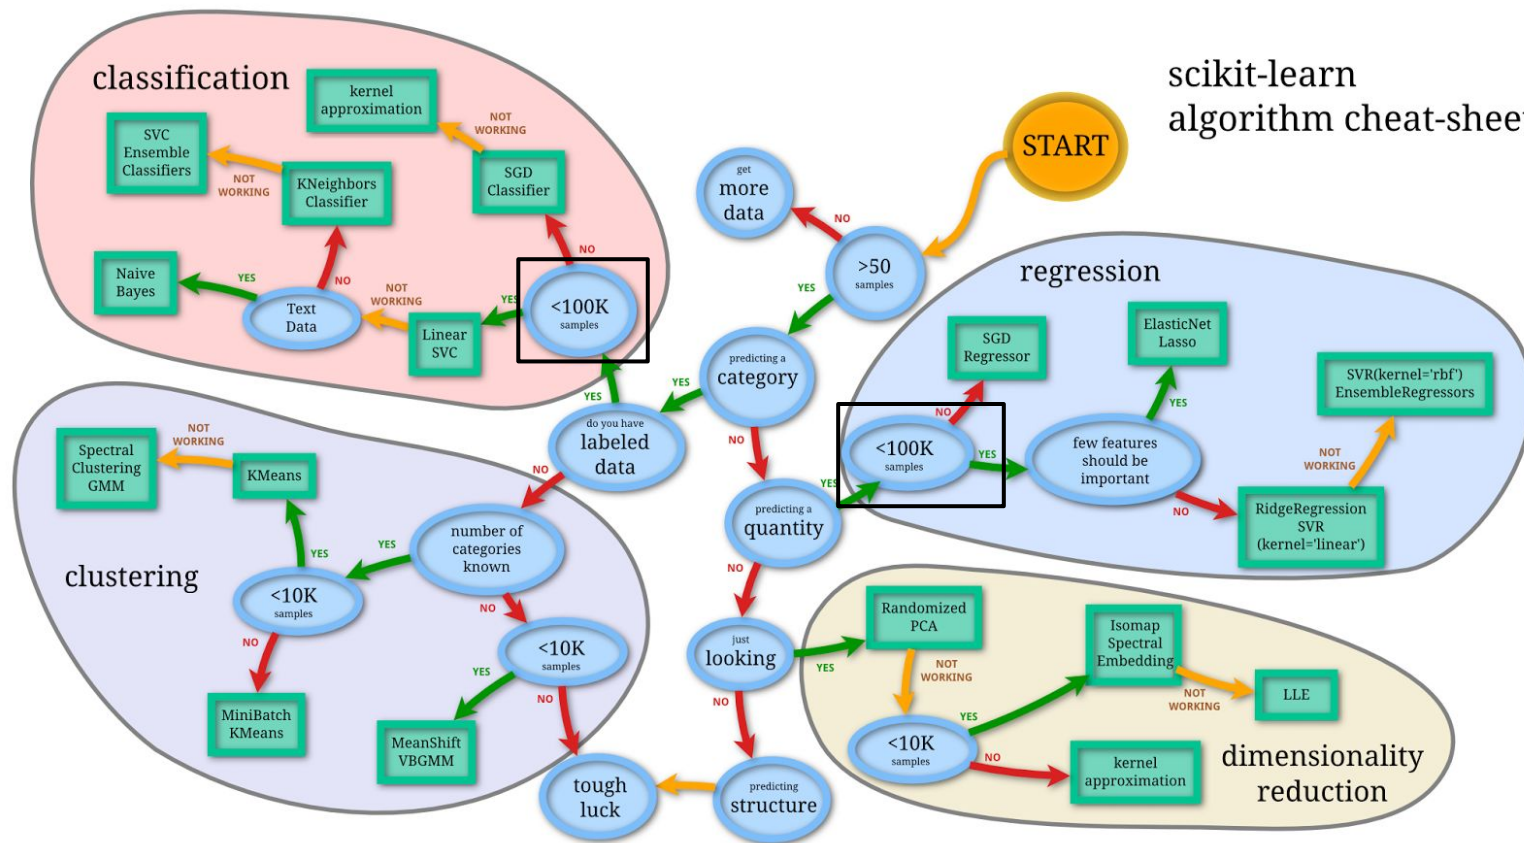 scikit-learn
algorithm cheat-sheet
START
get
more
data
NO
>50
samples
YES
predicting a
category
YES
NO
do you have
labeled
data
YES
NO
predicting a
quantity
YES
NO
just
looking
YES
NO
predicting
structure
tough
luck
classification
kernel
approximation
NOT
WORKING
SGD
Classifier
NO
<100K
samples
YES
Linear
SVC
NOT
WORKING
Text
Data
YES
NO
Naive
Bayes
KNeighbors
Classifier
NOT
WORKING
SVC
Ensemble
Classifiers
regression
<100K
samples
NO
YES
SGD
Regressor
few features
should be
important
YES
NO
ElasticNet
Lasso
RidgeRegression
SVR
(kernel='linear')
NOT
WORKING
SVR(kernel='rbf')
EnsembleRegressors
clustering
number of
categories
known
YES
NO
<10K
samples
YES
NO
KMeans
NOT
WORKING
Spectral
Clustering
GMM
MiniBatch
KMeans
<10K
samples
YES
NO
MeanShift
VBGMM
dimensionality
reduction
Randomized
PCA
NOT
WORKING
<10K
samples
YES
NO
Isomap
Spectral
Embedding
NOT
WORKING
LLE
kernel
approximation